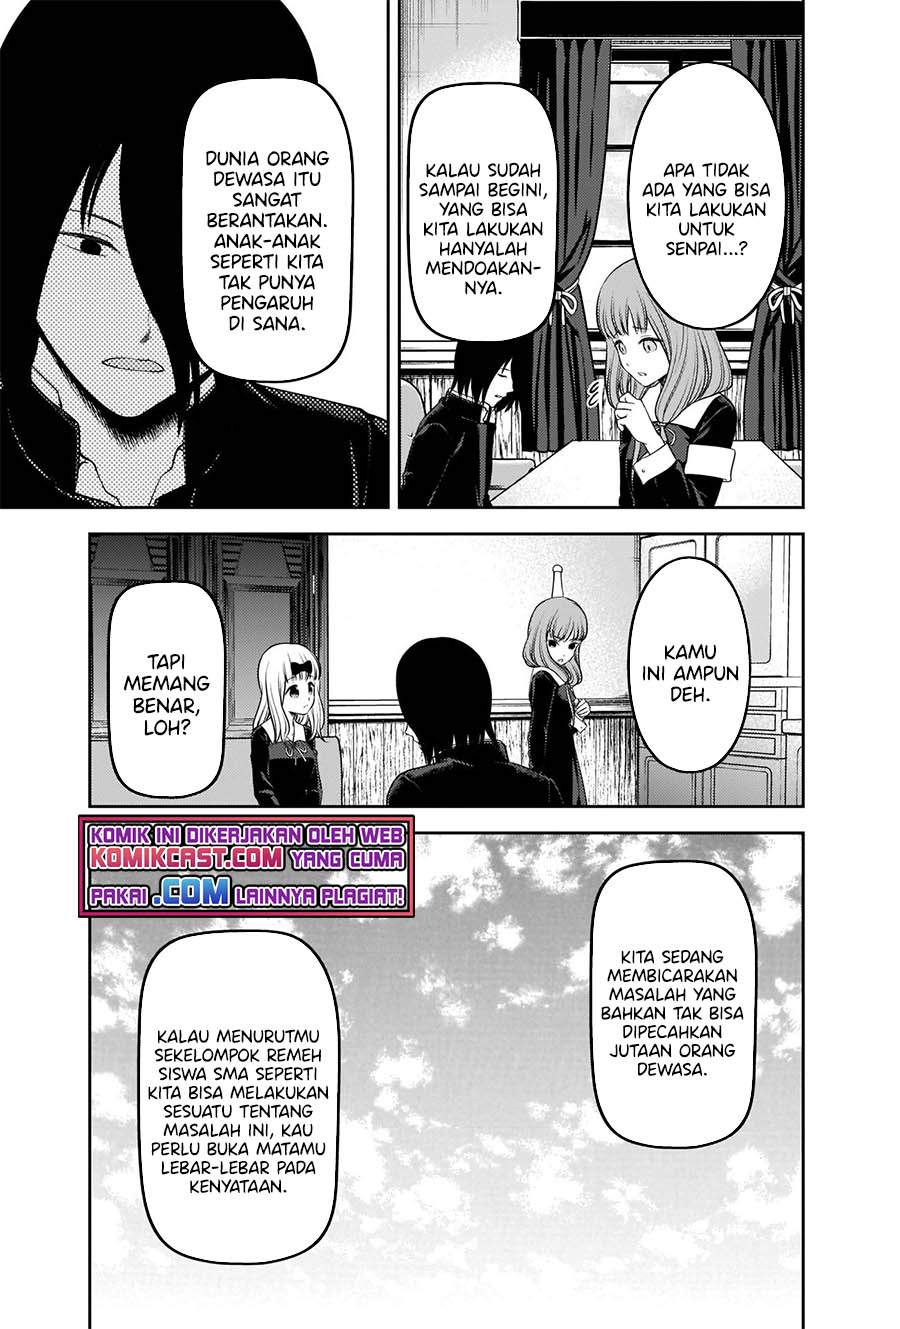 APA TIDAK
ADA YANG BISA
KITA LAKUKAN
UNTUK
SENPAI...?
KALAU SUDAH
SAMPAI BEGINI,
YANG BISA
KITA LAKUKAN
HANYALAH
MENDOAKAN-
NYA.
DUNIA ORANG
DEWASA ITU
SANGAT
BERANTAKAN.
ANAK-ANAK
SEPERTI KITA
TAK PUNYA
PENGARUH
DI SANA.
KAMU
INI AMPUN
DEH.
TAPI
MEMANG
BENAR,
LOH?
KOMIK INI DIKERJAKAN OLEH WEB
KOMIKCAST.COM YANG CUMA
PAKAI .COM LAINNYA PLAGIAT!
KITA SEDANG
MEMBICARAKAN
MASALAH YANG
BAHKAN TAK BISA
DIPECAHKAN
JUTAAN ORANG
DEWASA.
KALAU MENURUTMU
SEKELOMPOK REMEH
SISWA SMA SEPERTI
KITA BISA MELAKUKAN
SESUATU TENTANG
MASALAH INI, KAU
PERLU BUKA MATAMU
LEBAR-LEBAR PADA
KENYATAAN.